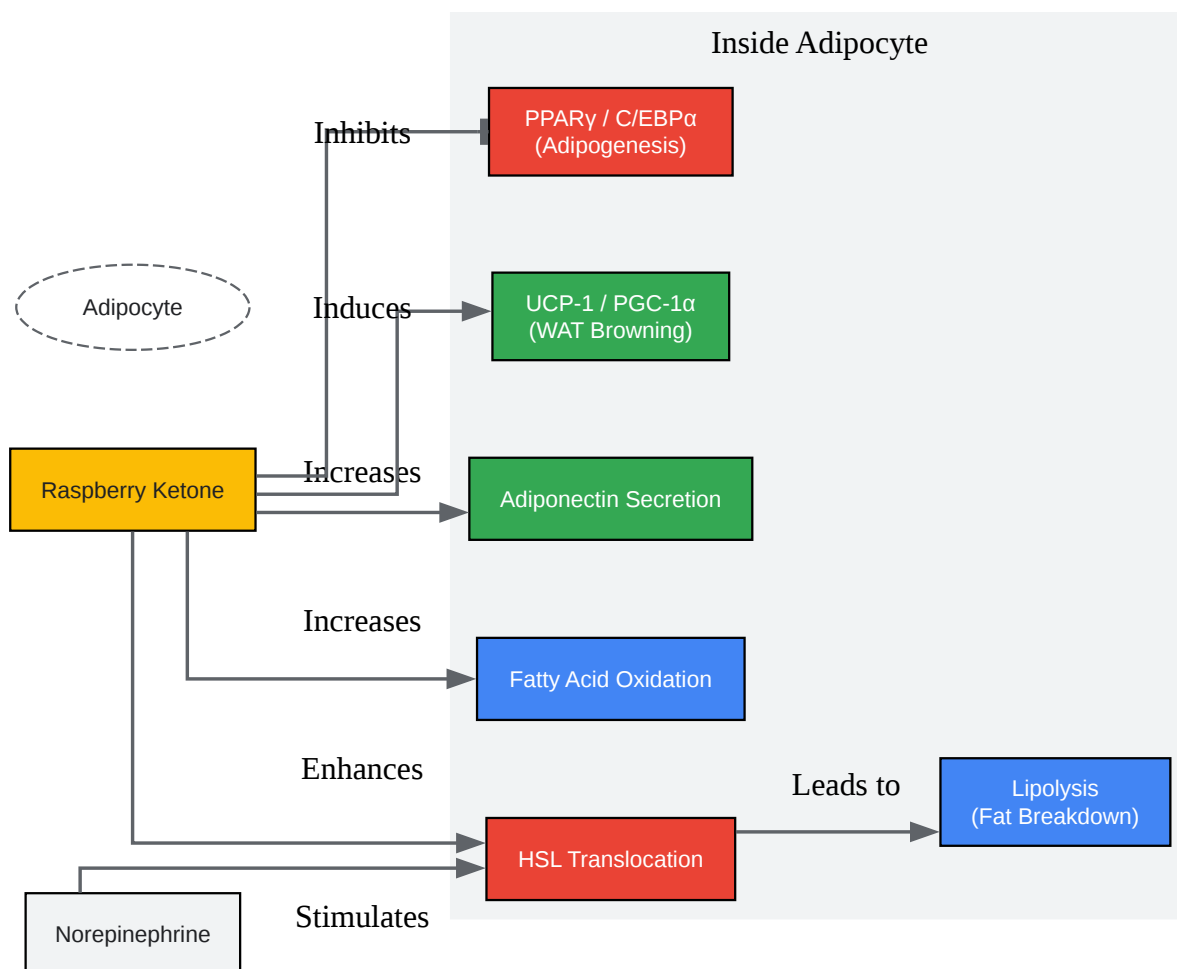 Inside Adipocyte
Inhibits
PPARγ / C/EBPα
(Adipogenesis)
Adipocyte
Induces
UCP-1 / PGC-1α
(WAT Browning)
Raspberry Ketone
Increases
Adiponectin Secretion
Increases
Fatty Acid Oxidation
Enhances
HSL Translocation
Leads to
Lipolysis
(Fat Breakdown)
Stimulates
Norepinephrine